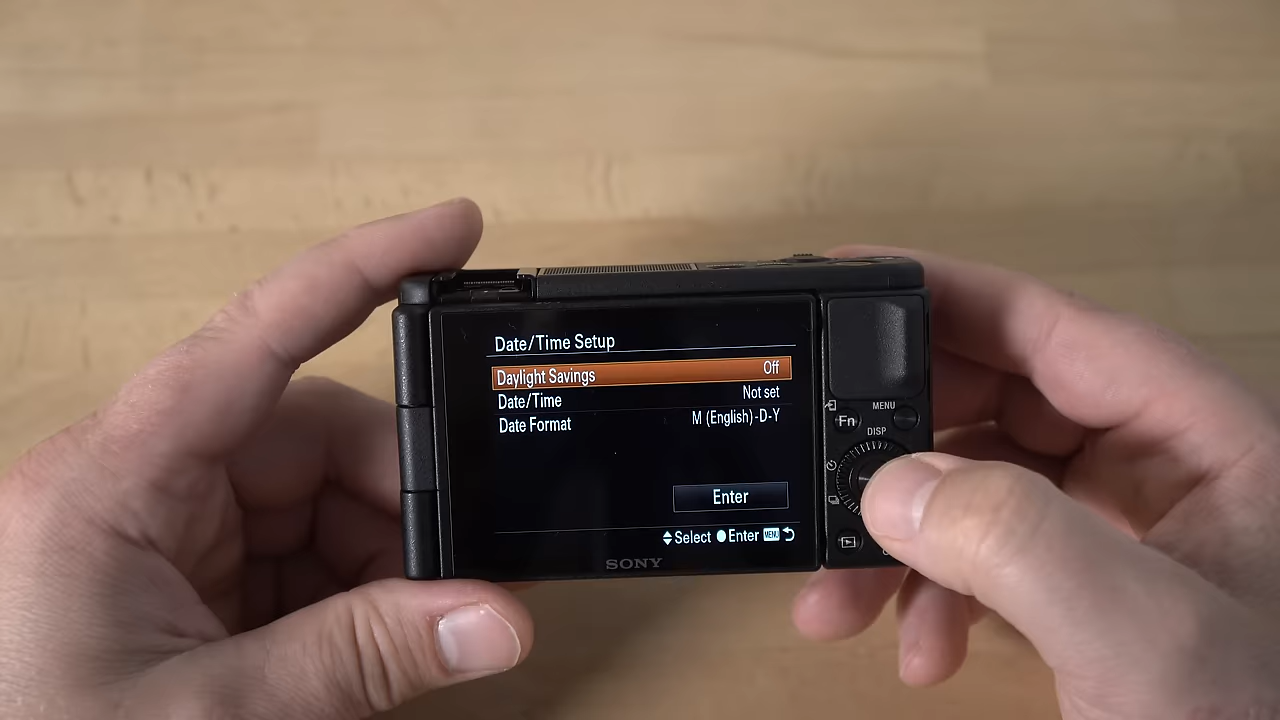 Date/Time Setup
Daylight Savings Off
Date/Time Not set
Date Format M (English)-D-Y
Enter
Select Enter MENU
SONY
MENU
Fn
DISP